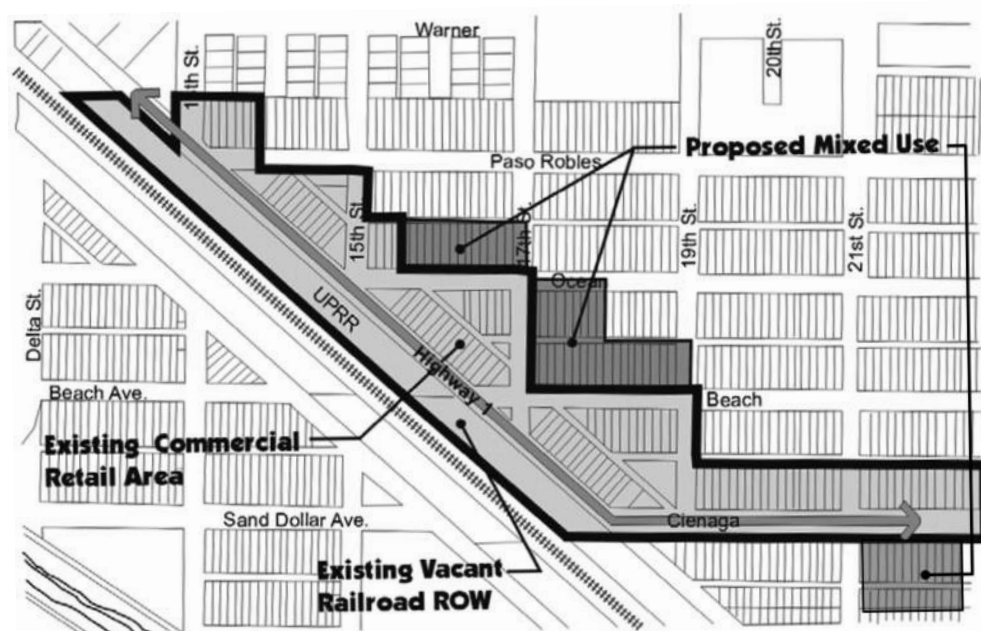 Warner
20th St.
Proposed Mixed Use
Paso Robles
15th St.
17th St.
19th St.
21st St.
Ocean
UPRR
Delta St.
Highway 1
Beach Ave.
Beach
Existing Commercial
Retail Area
Sand Dollar Ave.
Cienaga
Existing Vacant
Railroad ROW